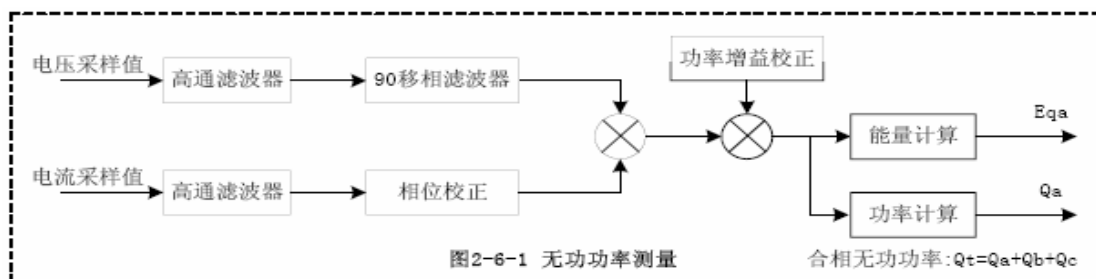 电压采样值
高通滤波器
90移相滤波器
功率增益校正
电流采样值
高通滤波器
相位校正
能量计算
Eqa
功率计算
Qa
图2-6-1 无功功率测量
合相无功功率:Qt=Qa+Qb+Qc